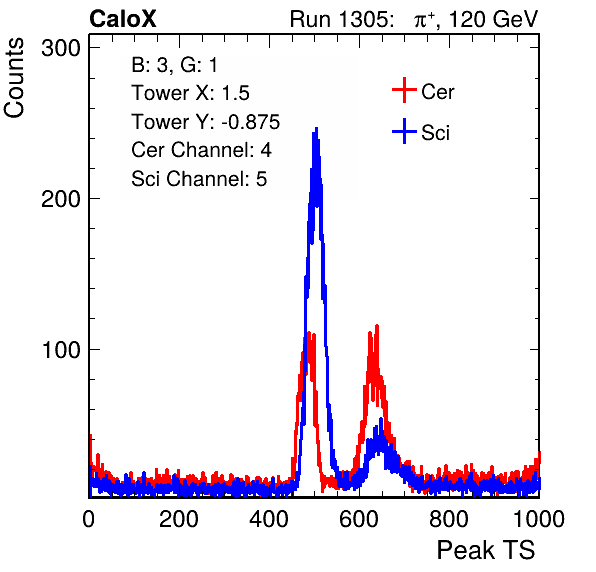 CaloX Run 1305: π⁺, 120 GeV
Counts
300
200
100
B: 3, G: 1
Tower X: 1.5
Tower Y: -0.875
Cer Channel: 4
Sci Channel: 5
Cer
Sci
0 200 400 600 800 1000
Peak TS